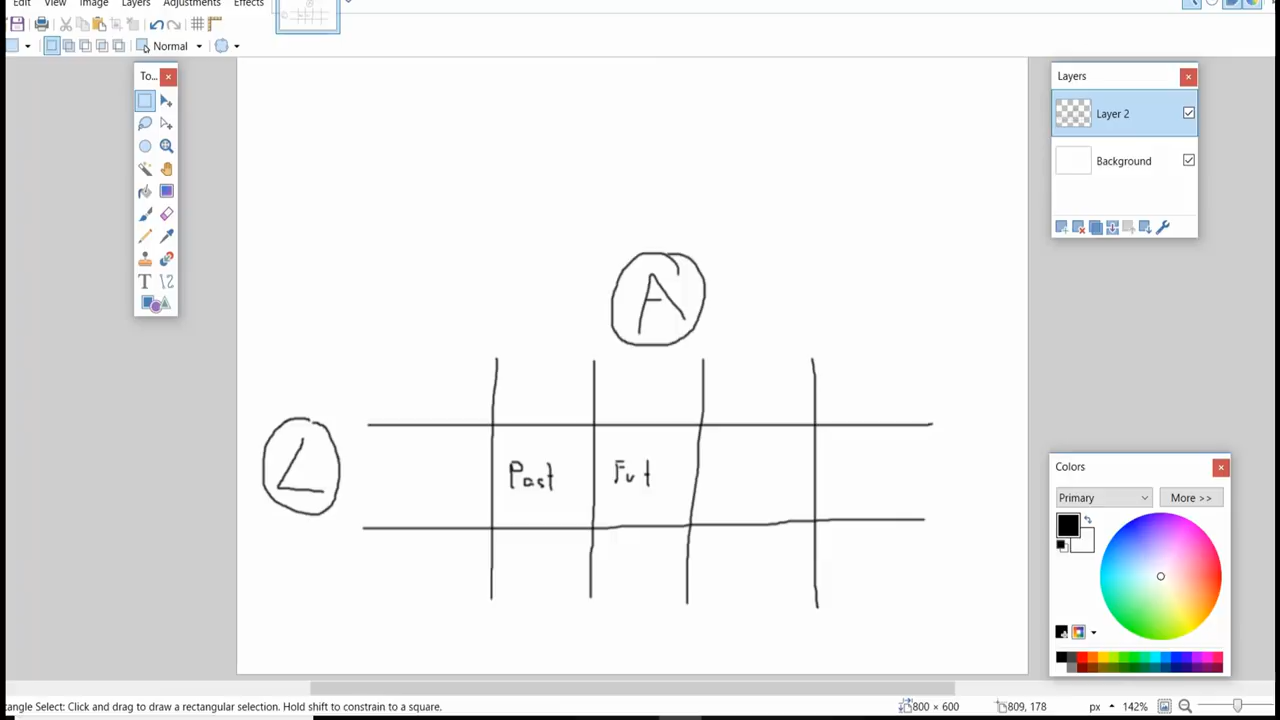 Edit View Image Layers Adjustments Effects
Normal
To...
Layers
Layer 2
Background
A
L
Past Fut
Colors
Primary More >>
tangle Select: Click and drag to draw a rectangular selection. Hold shift to constrain to a square. 800 × 600 809, 178 px 142%